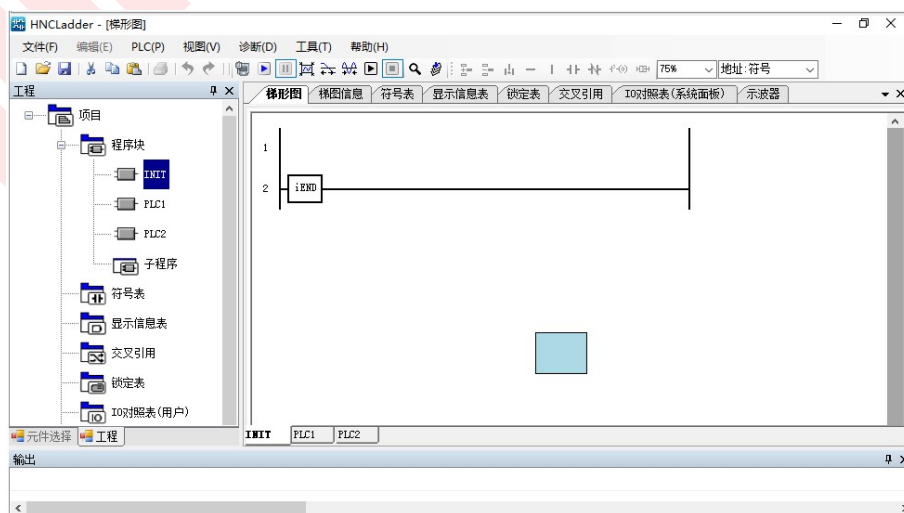 HNCLadder - [梯形图]
文件(F) 编辑(E) PLC(P) 视图(V) 诊断(D) 工具(T) 帮助(H)
75% 地址:符号
工程
梯形图 梯图信息 符号表 显示信息表 锁定表 交叉引用 IO对照表(系统面板) 示波器
项目
程序块
INIT
PLC1
PLC2
子程序
符号表
显示信息表
交叉引用
锁定表
IO对照表(用户)
1
2 iEND
元件选择 工程
INIT PLC1 PLC2
输出